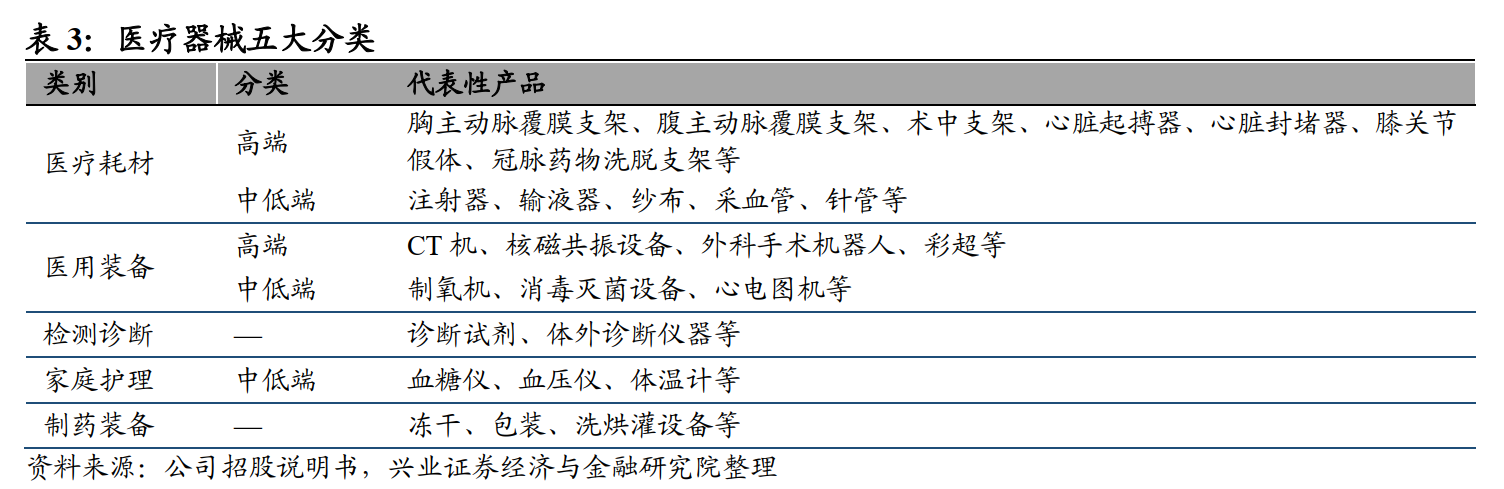 表 3：医疗器械五大分类
类别 分类 代表性产品
医疗耗材 高端 胸主动脉覆膜支架、腹主动脉覆膜支架、术中支架、心脏起搏器、心脏封堵器、膝关节
假体、冠脉药物洗脱支架等
中低端 注射器、输液器、纱布、采血管、针管等
医用装备 高端 CT 机、核磁共振设备、外科手术机器人、彩超等
中低端 制氧机、消毒灭菌设备、心电图机等
检测诊断 — 诊断试剂、体外诊断仪器等
家庭护理 中低端 血糖仪、血压仪、体温计等
制药装备 — 冻干、包装、洗烘灌设备等
资料来源：公司招股说明书，兴业证券经济与金融研究院整理